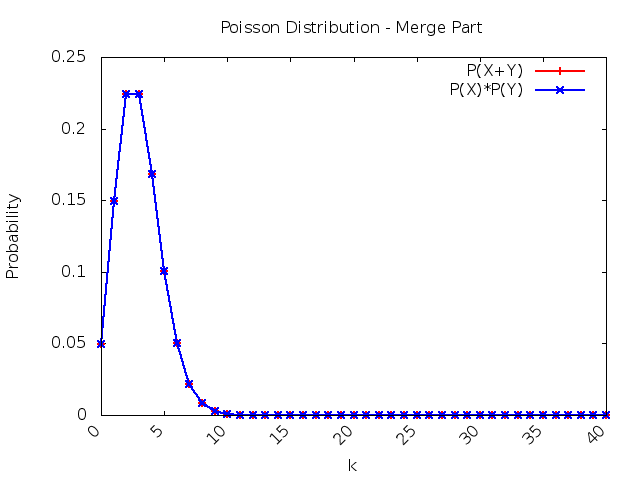 Poisson Distribution - Merge Part
P(X+Y)
P(X)*P(Y)
0.25
0.2
0.15
0.1
0.05
0
Probability
0 5 10 15 20 25 30 35 40
k